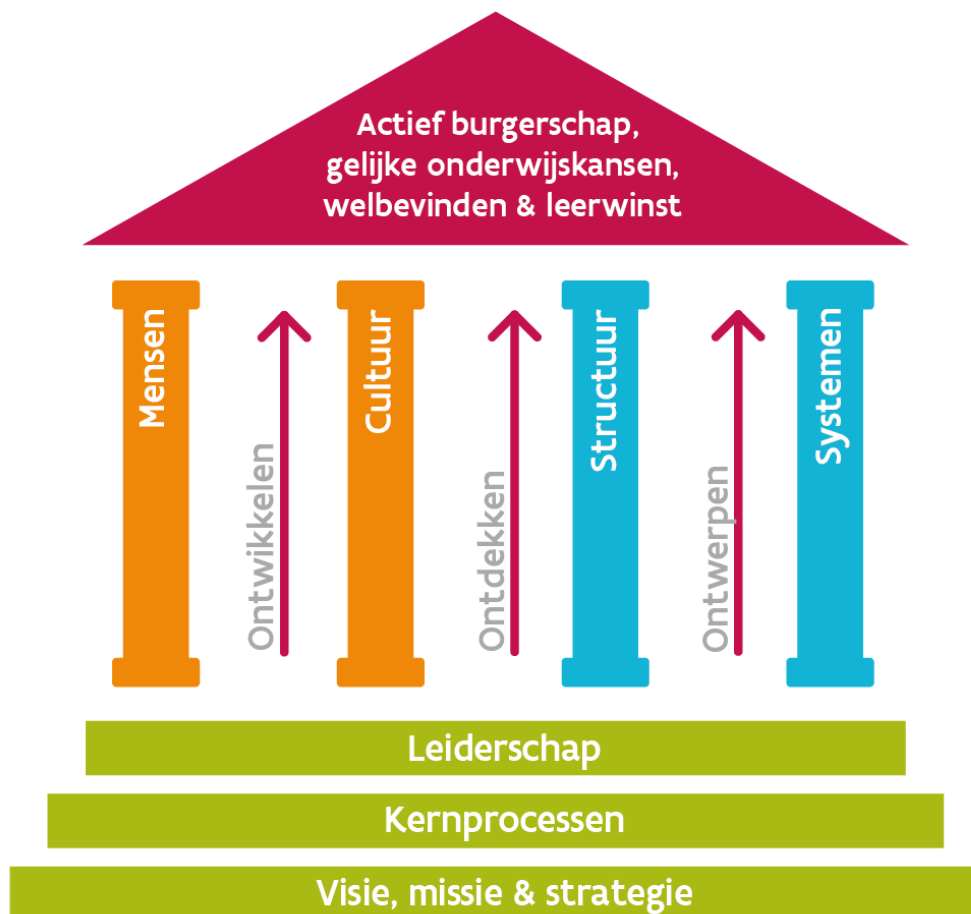 Actief burgerschap,
gelijke onderwijskansen,
welbevinden & leerwinst
Mensen
Ontwikkelen
Cultuur
Ontdekken
Structuur
Ontwerpen
Systemen
Leiderschap
Kernprocessen
Visie, missie & strategie